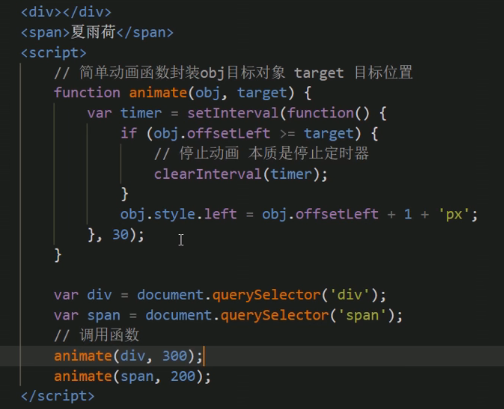 <div></div>
<span>夏雨荷</span>
<script>
// 简单动画函数封装obj目标对象 target 目标位置
function animate(obj, target) {
var timer = setInterval(function() {
if (obj.offsetLeft >= target) {
// 停止动画 本质是停止定时器
clearInterval(timer);
}
obj.style.left = obj.offsetLeft + 1 + 'px';
}, 30);
}
var div = document.querySelector('div');
var span = document.querySelector('span');
// 调用函数
animate(div, 300);
animate(span, 200);
</script>